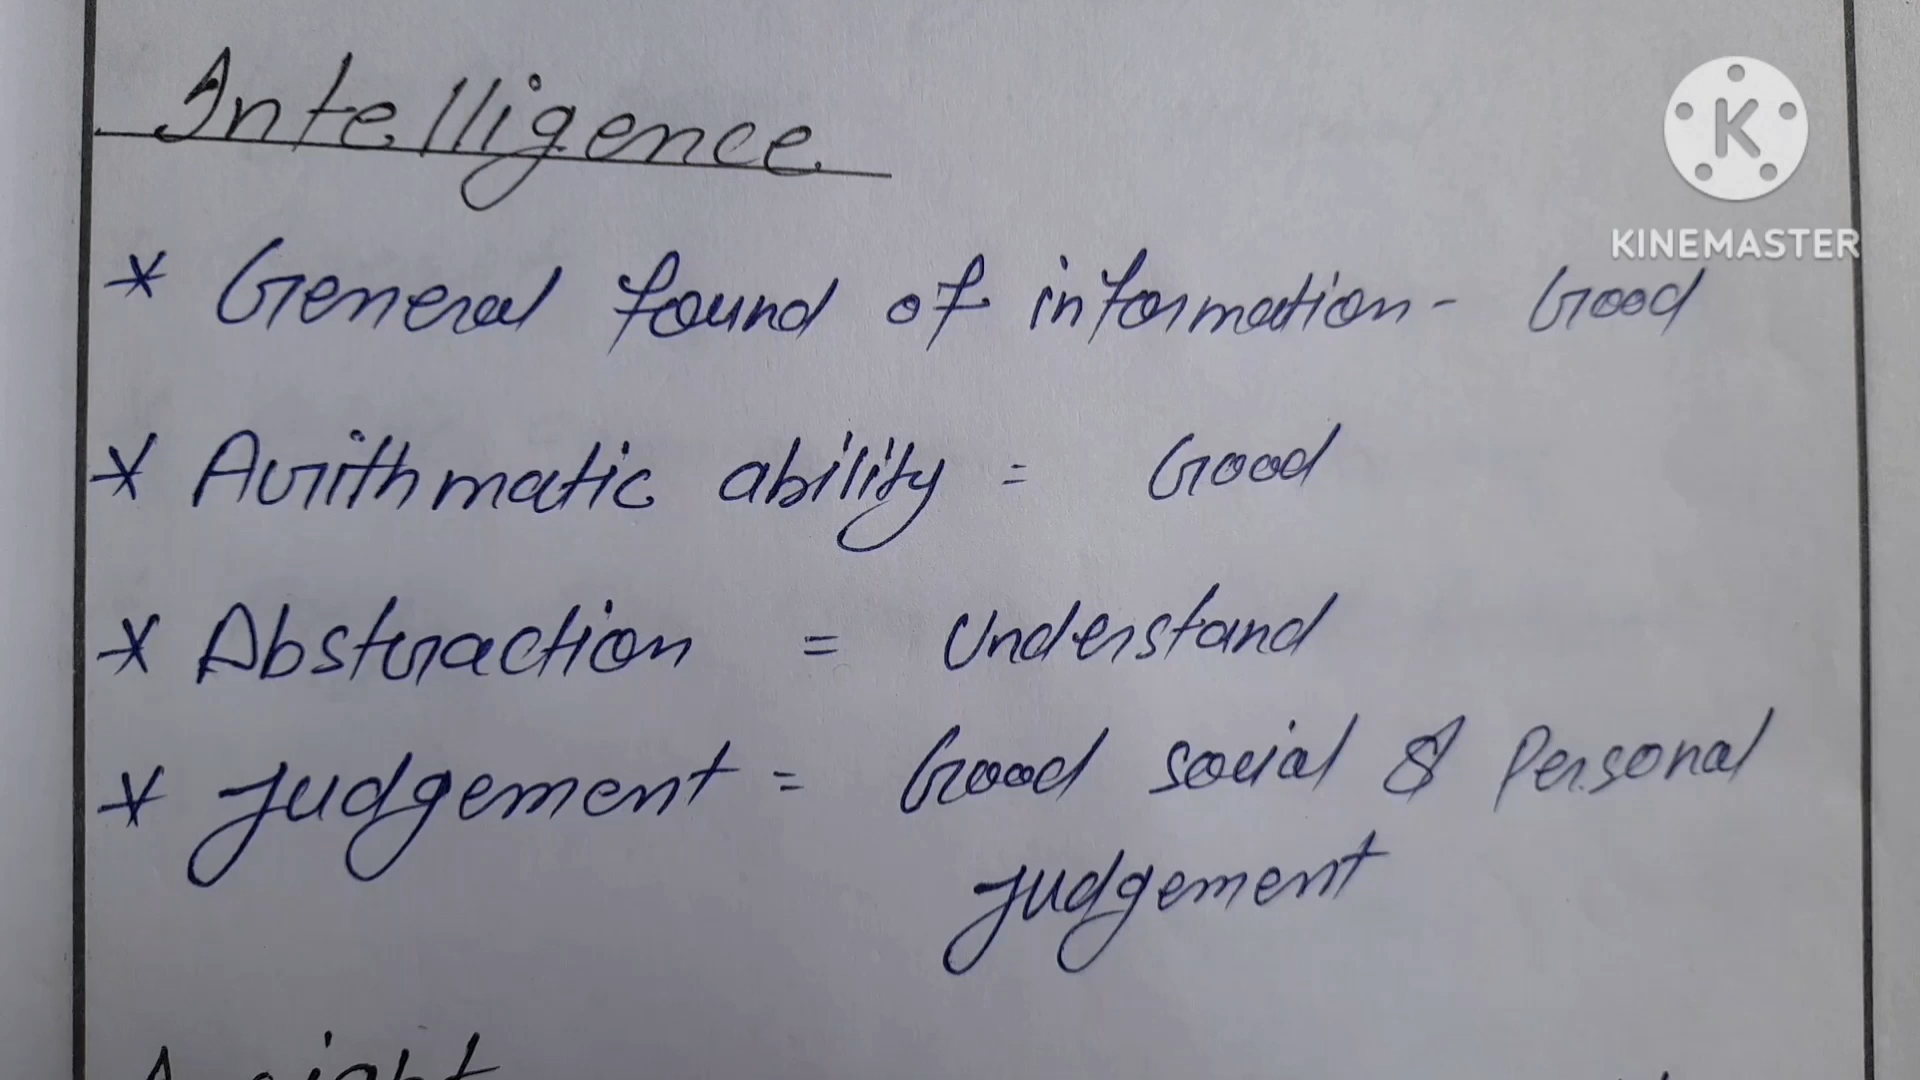 Intelligence
K
KINEMASTER
* General found of information - Good
* Arithmatic ability = Good
* Abstraction = Understand
* Judgement = Good social & Personal
Judgement